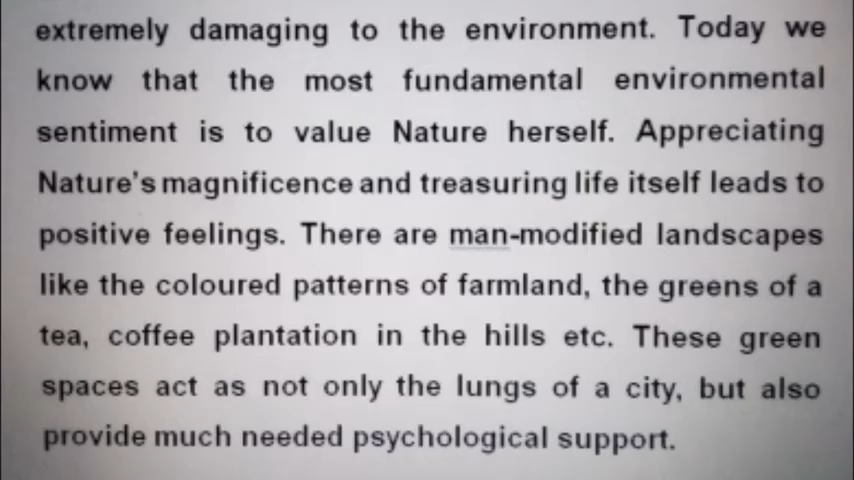 extremely damaging to the environment. Today we
know that the most fundamental environmental
sentiment is to value Nature herself. Appreciating
Nature's magnificence and treasuring life itself leads to
positive feelings. There are man-modified landscapes
like the coloured patterns of farmland, the greens of a
tea, coffee plantation in the hills etc. These green
spaces act as not only the lungs of a city, but also
provide much needed psychological support.